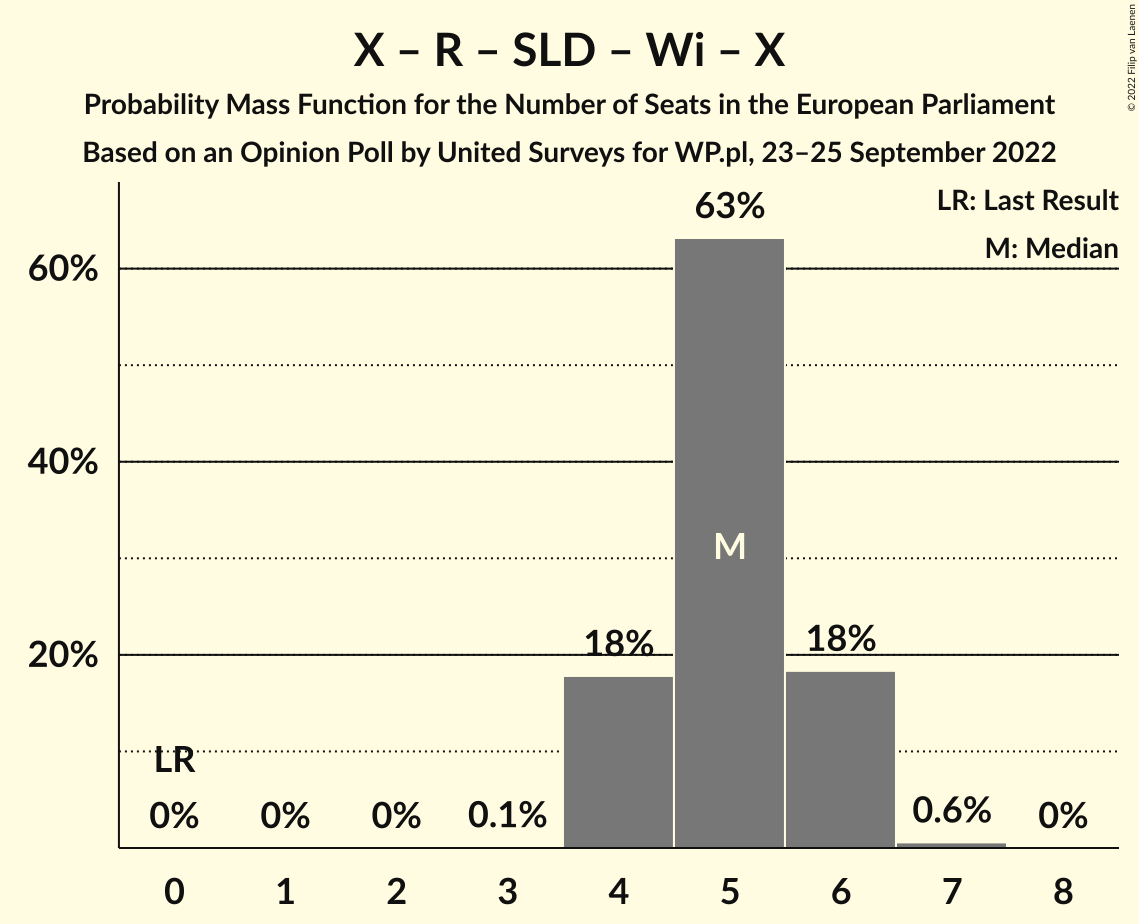 X – R – SLD – Wi – X
Probability Mass Function for the Number of Seats in the European Parliament
Based on an Opinion Poll by United Surveys for WP.pl, 23–25 September 2022
© 2022 Filip van Laenen
LR: Last Result
M: Median
60%
40%
20%
63%
M
18%
18%
LR
0%
0%
0%
0.1%
0.6%
0%
0
1
2
3
4
5
6
7
8